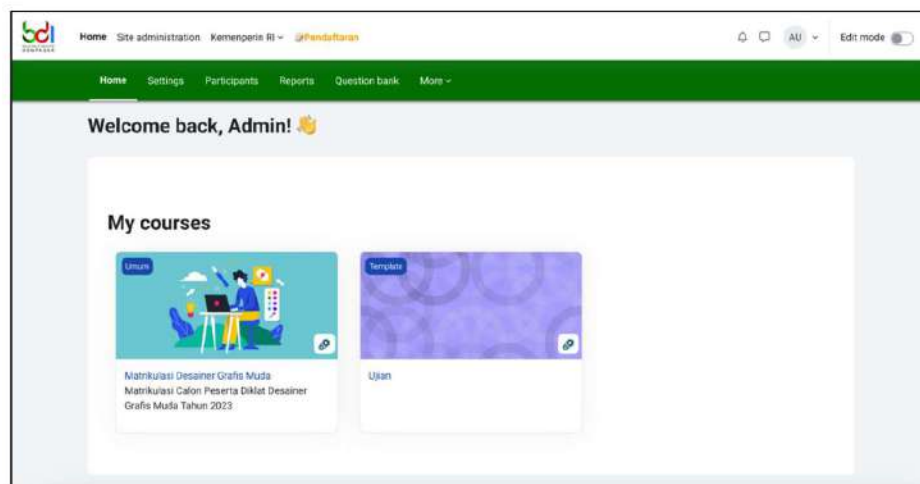 bdi
Home Site administration Kemenperin RI Pendaftaran AU Edit mode
Home Settings Participants Reports Question bank More
Welcome back, Admin! 👋
My courses
Umum
Template
Matrikulasi Desainer Grafis Muda
Matrikulasi Calon Peserta Diklat Desainer
Grafis Muda Tahun 2023
Ujian